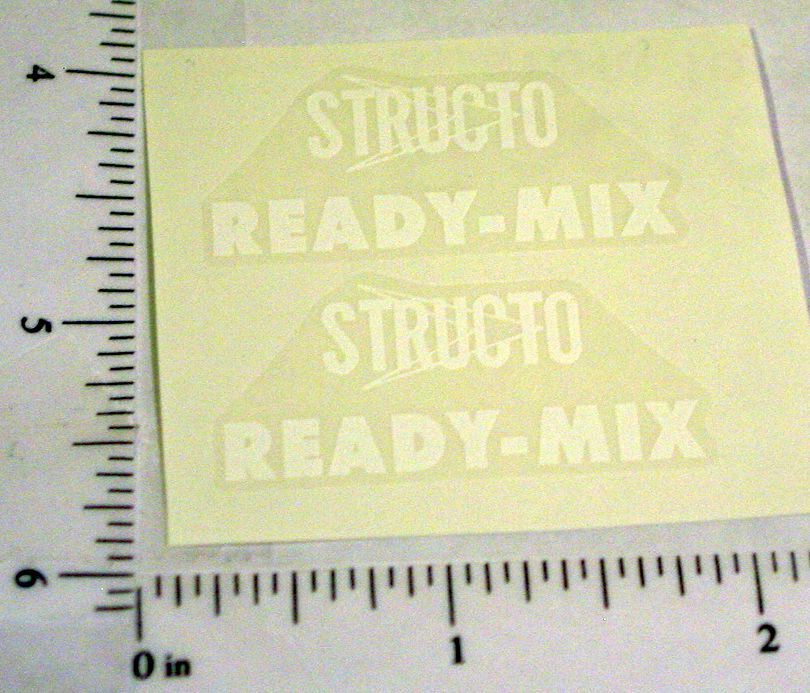 4
STRUCTO
READY-MIX
5
STRUCTO
READY-MIX
6
0 in 1 2